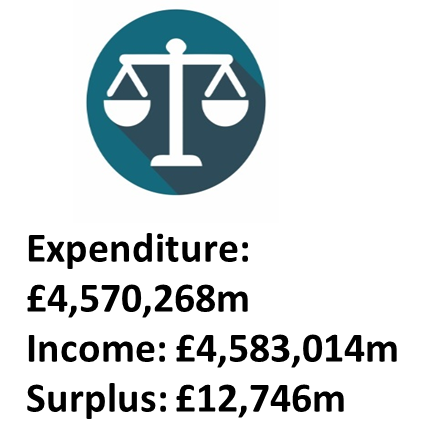 Expenditure:
£4,570,268m
Income: £4,583,014m
Surplus: £12,746m